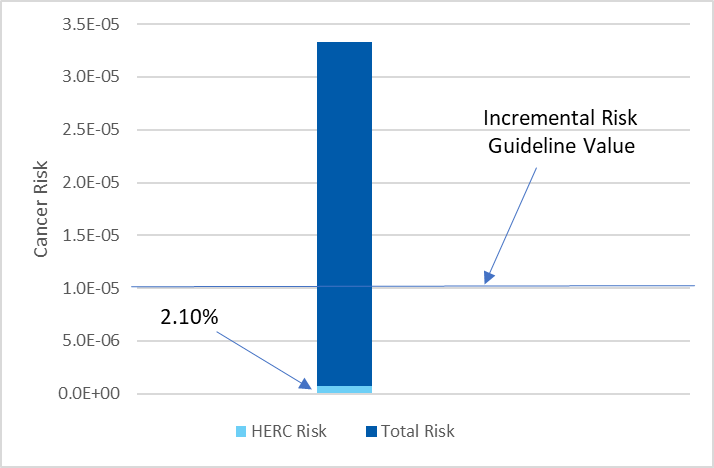 3.5E-05
3.0E-05
2.5E-05
2.0E-05
1.5E-05
1.0E-05
5.0E-06
0.0E+00
Cancer Risk
Incremental Risk
Guideline Value
2.10%
HERC Risk
Total Risk